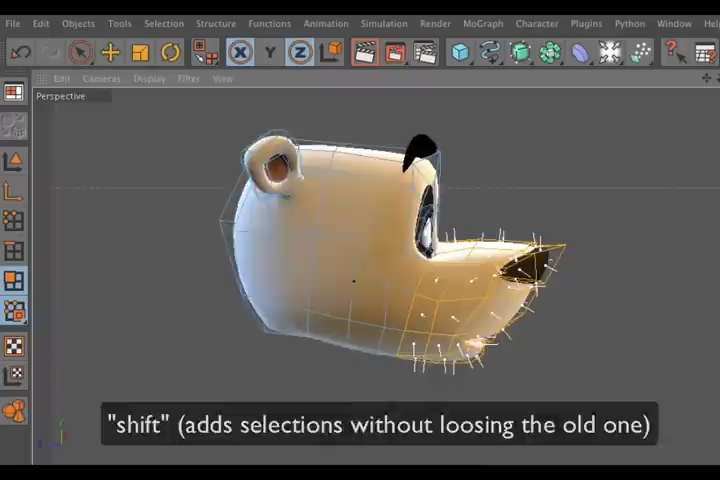 File Edit Objects Tools Selection Structure Functions Animation Simulation Render MoGraph Character Plugins Python Window He
X Y Z
Edit Cameras Display Filter View
Perspective
"shift" (adds selections without loosing the old one)